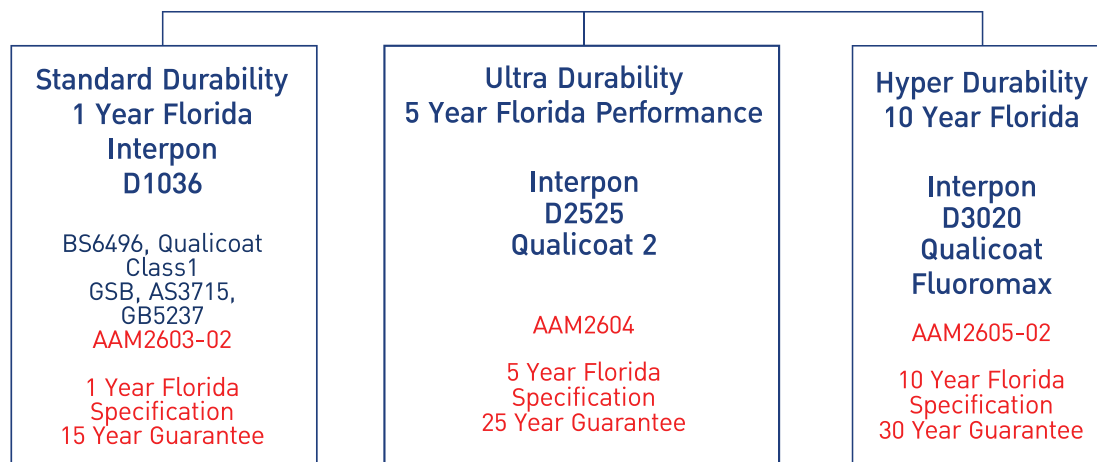 Standard Durability
1 Year Florida
Interpon
D1036
BS6496, Qualicoat
Class1
GSB, AS3715,
GB5237
AAM2603-02
1 Year Florida
Specification
15 Year Guarantee
Ultra Durability
5 Year Florida Performance
Interpon
D2525
Qualicoat 2
AAM2604
5 Year Florida
Specification
25 Year Guarantee
Hyper Durability
10 Year Florida
Interpon
D3020
Qualicoat
Fluoromax
AAM2605-02
10 Year Florida
Specification
30 Year Guarantee